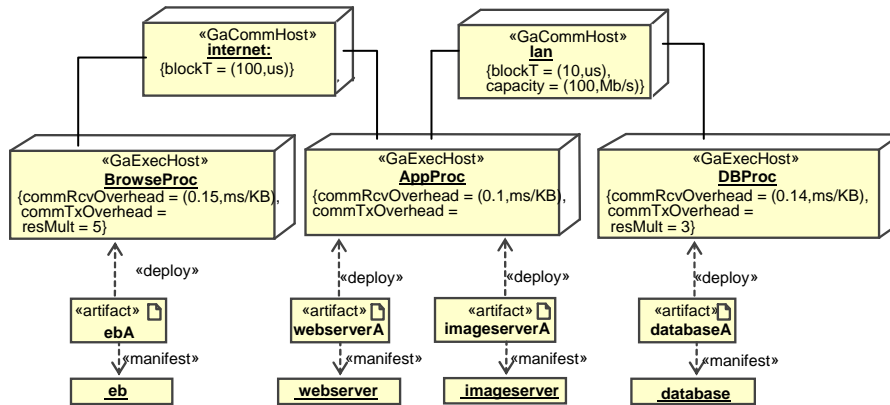 «GaCommHost»
internet:
{blockT = (100,us)}
«GaCommHost»
lan
{blockT = (10,us),
capacity = (100,Mb/s)}
«GaExecHost»
BrowseProc
{commRcvOverhead = (0.15,ms/KB),
commTxOverhead =
resMult = 5}
«GaExecHost»
AppProc
{commRcvOverhead = (0.1,ms/KB),
commTxOverhead =
«GaExecHost»
DBProc
{commRcvOverhead = (0.14,ms/KB),
commTxOverhead =
resMult = 3}
«deploy»
«deploy»
«deploy»
«deploy»
«artifact»
ebA
«artifact»
webserverA
«artifact»
imageserverA
«artifact»
databaseA
«manifest»
«manifest»
«manifest»
«manifest»
eb
webserver
imageserver
database